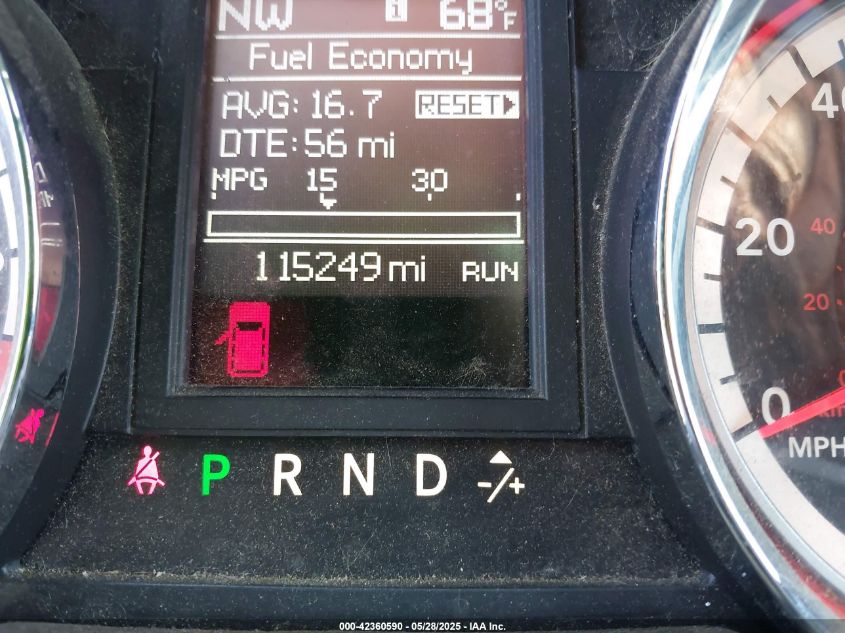 NW i 68°F
Fuel Economy
AVG: 16.7 RESET
DTE: 56 mi
MPG 15 30
115249 mi RUN
P R N D -/+
40
20
0
MPH
40
20
000-42360590 - 05/28/2025 - IAA Inc.